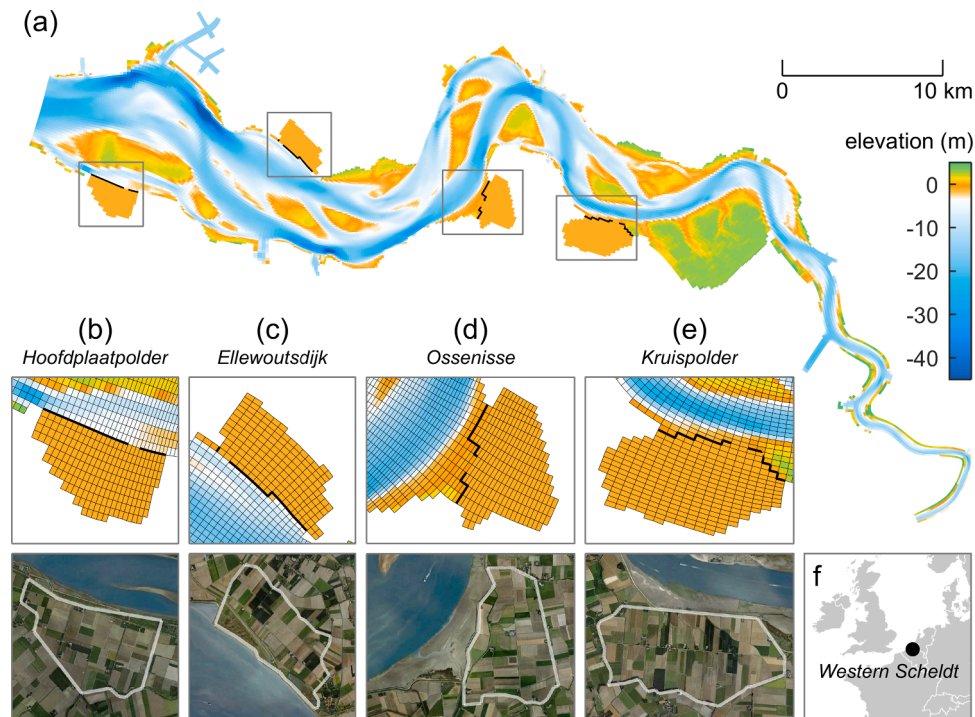 (a)
0
10 km
elevation (m)
0
-10
-20
-30
-40
(b)
Hoofdplaatpolder
(c)
Ellewoutsdijk
(d)
Ossenisse
(e)
Kruispolder
f
Western Scheldt